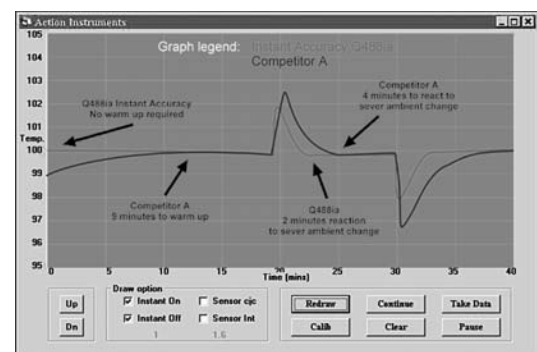 Action Instruments
105
Graph legend: Instant Accuracy Q488ia
Competitor A
104
103
Competitor A
4 minutes to react to
sever ambient change
102
Q488ia Instant Accuracy
No warm up required
101
Temp.
100
99
Competitor A
9 minutes to warm up
98
Q488ia
2 minutes reaction
to sever ambient change
97
96
95
0 5 10 15 20 25 30 35 40
Time (mins)
Draw option
Up
Instant On Sensor cjc
Redraw Continue Take Data
Dn
Instant Off Sensor Int
Calib Clear Pause
1 1.6